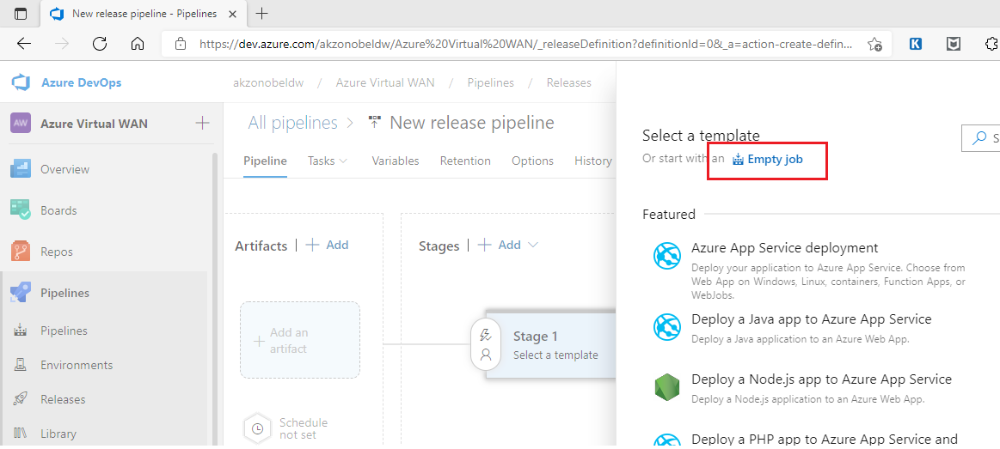 New release pipeline - Pipelines
https://dev.azure.com/akzonobeldw/Azure%20Virtual%20WAN/_releaseDefinition?definitionId=0&_a=action-create-defin...
Azure DevOps
akzonobeldw / Azure Virtual WAN / Pipelines / Releases
AW Azure Virtual WAN
Overview
Boards
Repos
Pipelines
Pipelines
Environments
Releases
Library
All pipelines > New release pipeline
Pipeline Tasks Variables Retention Options History
Artifacts | + Add
Stages | + Add
+ Add an
artifact
Schedule
not set
Stage 1
Select a template
Select a template
Or start with an Empty job
S
Featured
Azure App Service deployment
Deploy your application to Azure App Service. Choose from
Web App on Windows, Linux, containers, Function Apps, or
WebJobs.
Deploy a Java app to Azure App Service
Deploy a Java application to an Azure Web App.
Deploy a Node.js app to Azure App Service
Deploy a Node.js application to an Azure Web App.
Deploy a PHP app to Azure App Service and